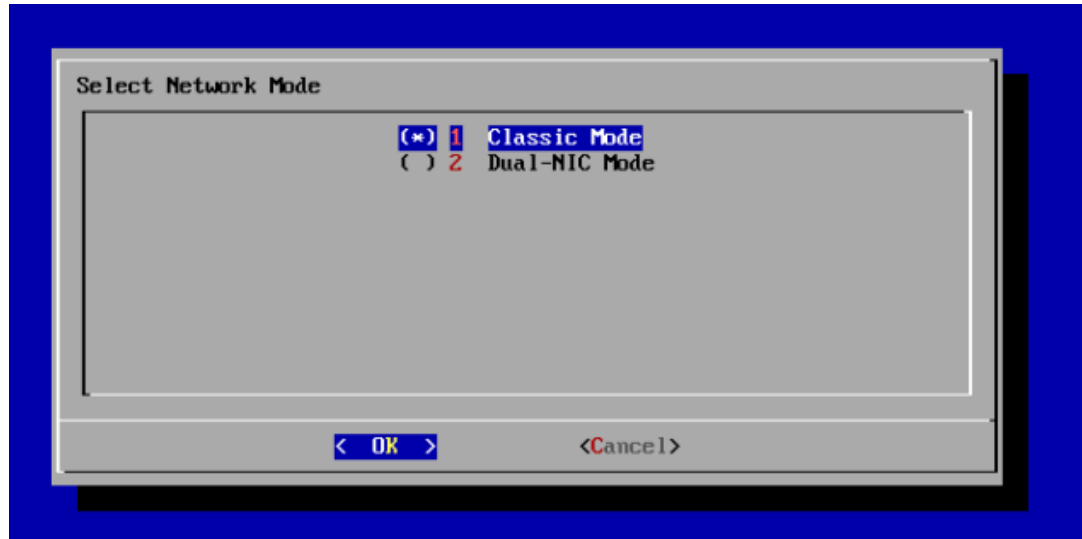 Select Network Mode
(*) 1 Classic Mode
( ) 2 Dual-NIC Mode
< OK > <Cancel>